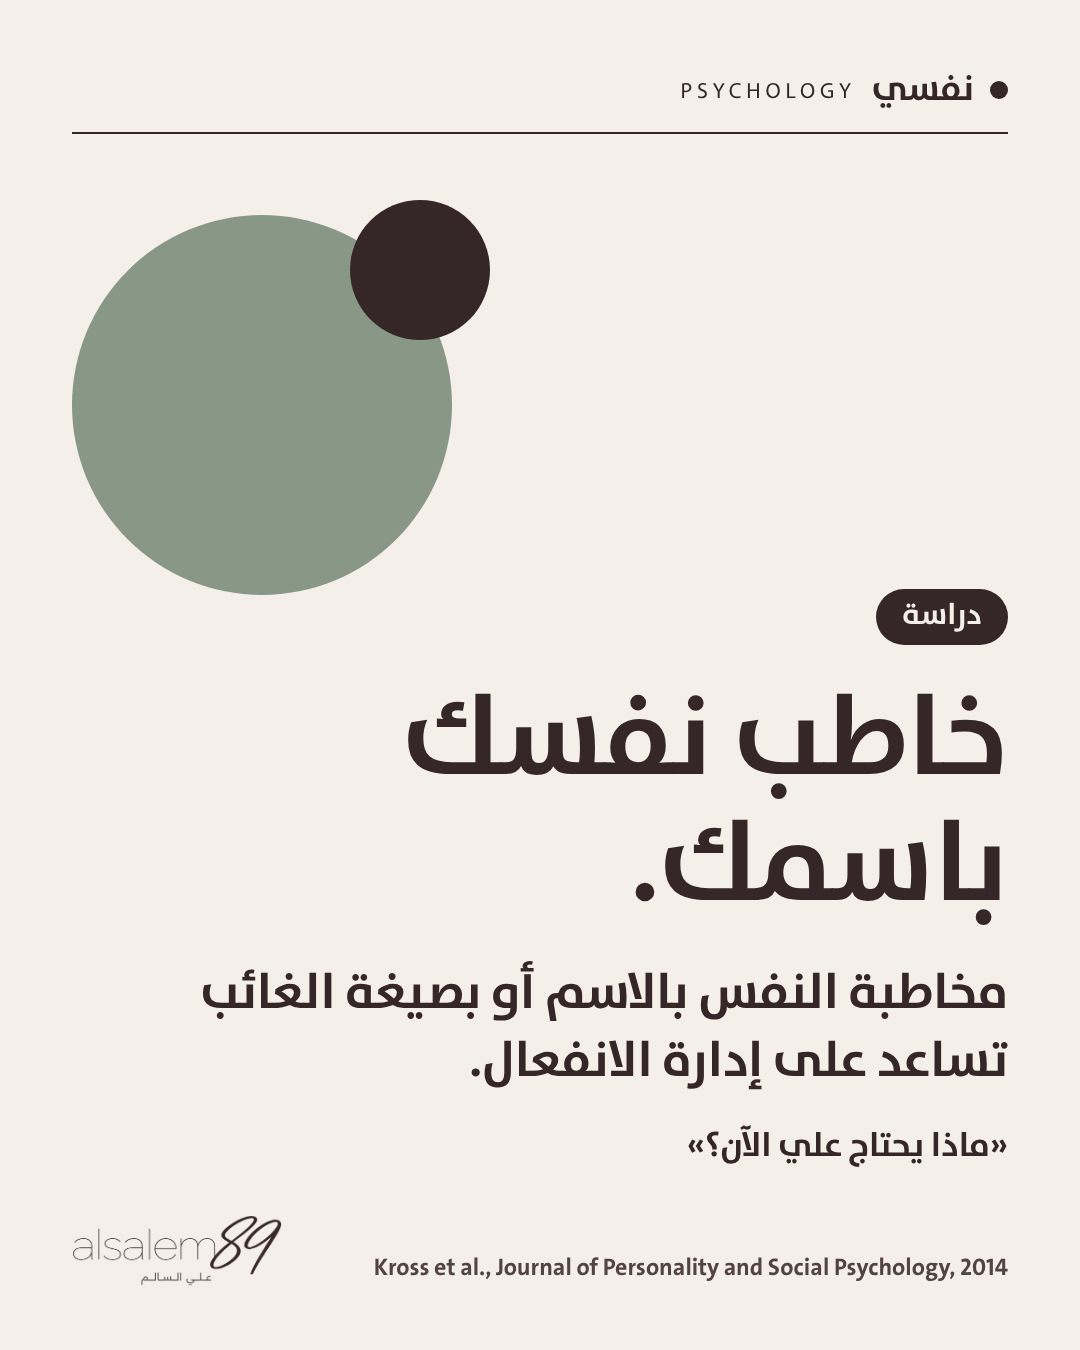 نفسي PSYCHOLOGY
دراسة
خاطب نفسك
باسمك.
مخاطبة النفس بالاسم أو بصيغة الغائب
تساعد على إدارة الانفعال.
«ماذا يحتاج علي الآن؟»
Kross et al., Journal of Personality and Social Psychology, 2014
alsalem89
علي السالم